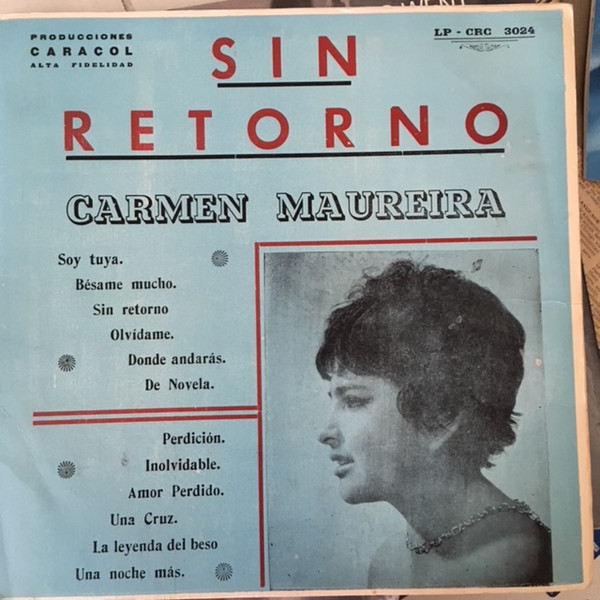 PRODUCCIONES
CARACOL
ALTA FIDELIDAD
LP - CRC 3024
SIN
RETORNO
CARMEN MAUREIRA
Soy tuya.
Bésame mucho.
Sin retorno
Olvídame.
Donde andarás.
De Novela.
Perdición.
Inolvidable.
Amor Perdido.
Una Cruz.
La leyenda del beso
Una noche más.